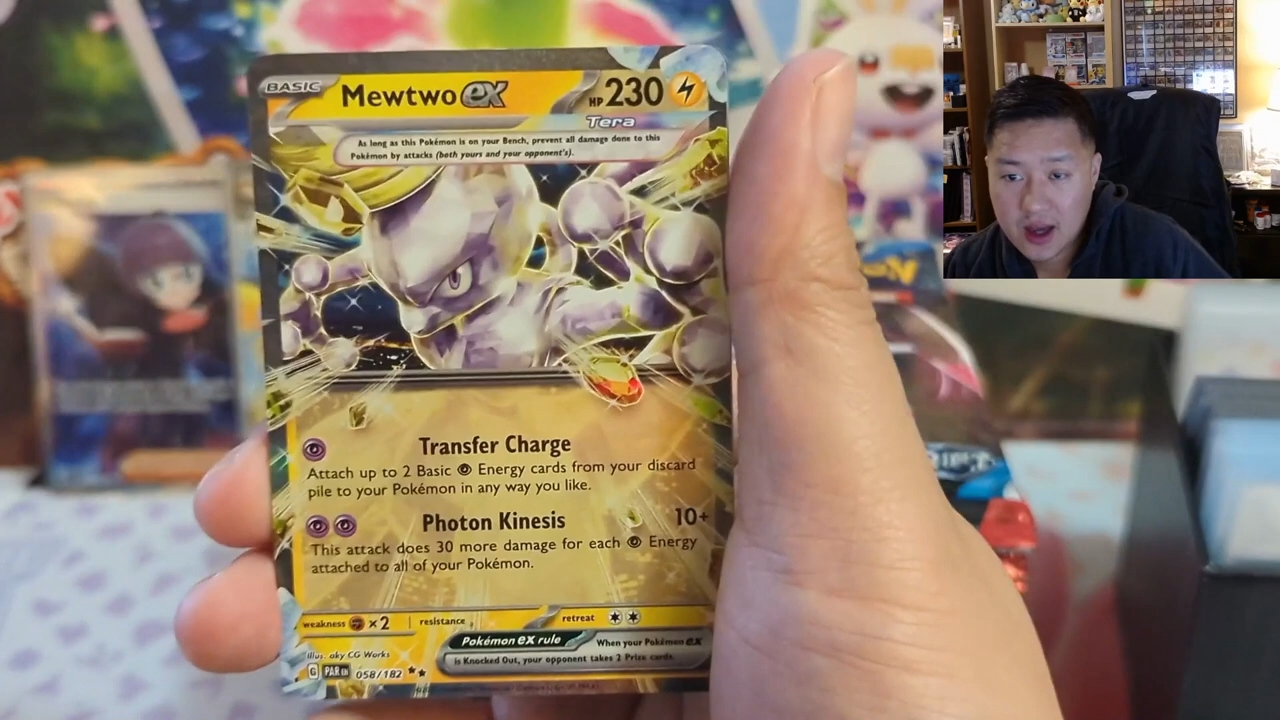 BASIC Mewtwo ex HP 230
Tera
As long as this Pokémon is on your Bench, prevent all damage done to this
Pokémon by attacks (both yours and your opponent's).
Transfer Charge
Attach up to 2 Basic Energy cards from your discard
pile to your Pokémon in any way you like.
Photon Kinesis 10+
This attack does 30 more damage for each Energy
attached to all of your Pokémon.
weakness ×2 resistance retreat
Pokémon ex rule When your Pokémon ex
is Knocked Out, your opponent takes 2 Prize cards.
Illus. aky CG Works
G PAR EN 058/182